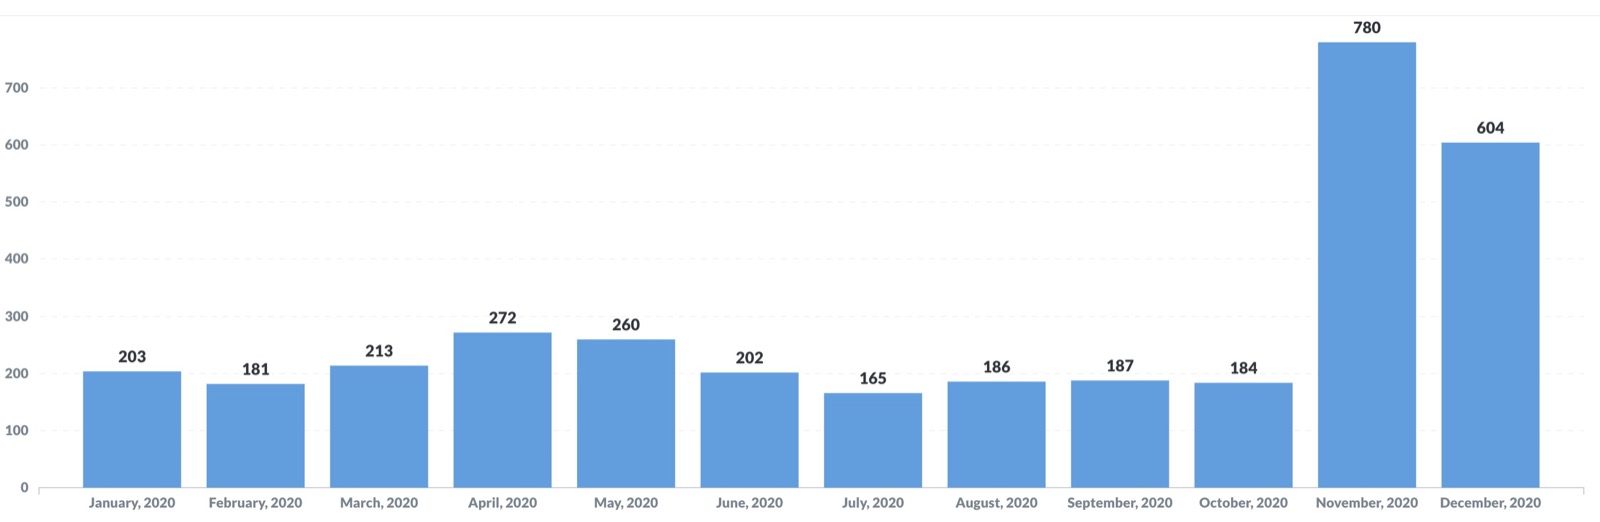 780
700
600
604
500
400
300
272
260
203
181
213
202
165
186
187
184
200
100
0
January, 2020
February, 2020
March, 2020
April, 2020
May, 2020
June, 2020
July, 2020
August, 2020
September, 2020
October, 2020
November, 2020
December, 2020